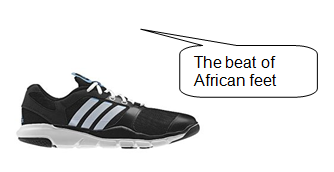 The beat of
African feet